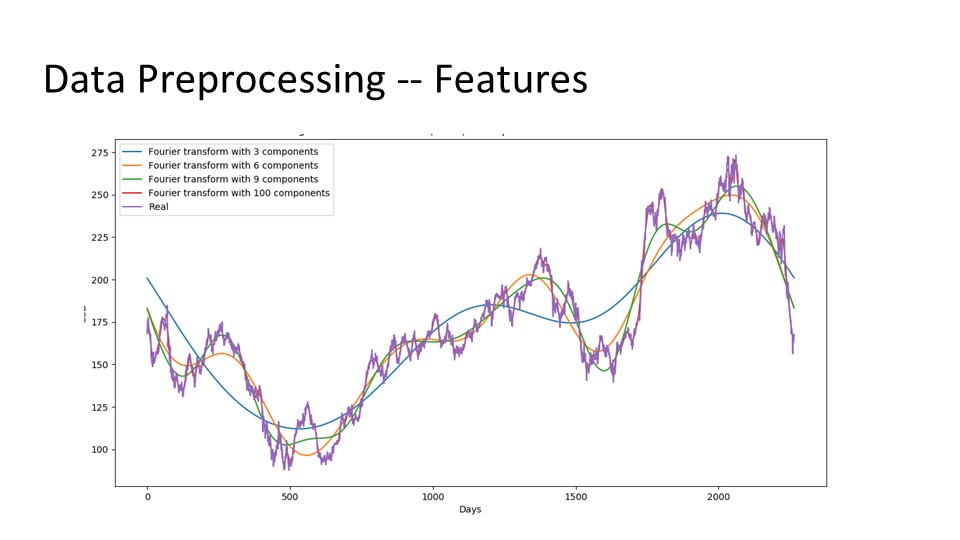 Data Preprocessing -- Features
Fourier transform with 3 components
Fourier transform with 6 components
Fourier transform with 9 components
Fourier transform with 100 components
Real
275
250
225
200
175
150
125
100
0
500
1000
1500
2000
Days